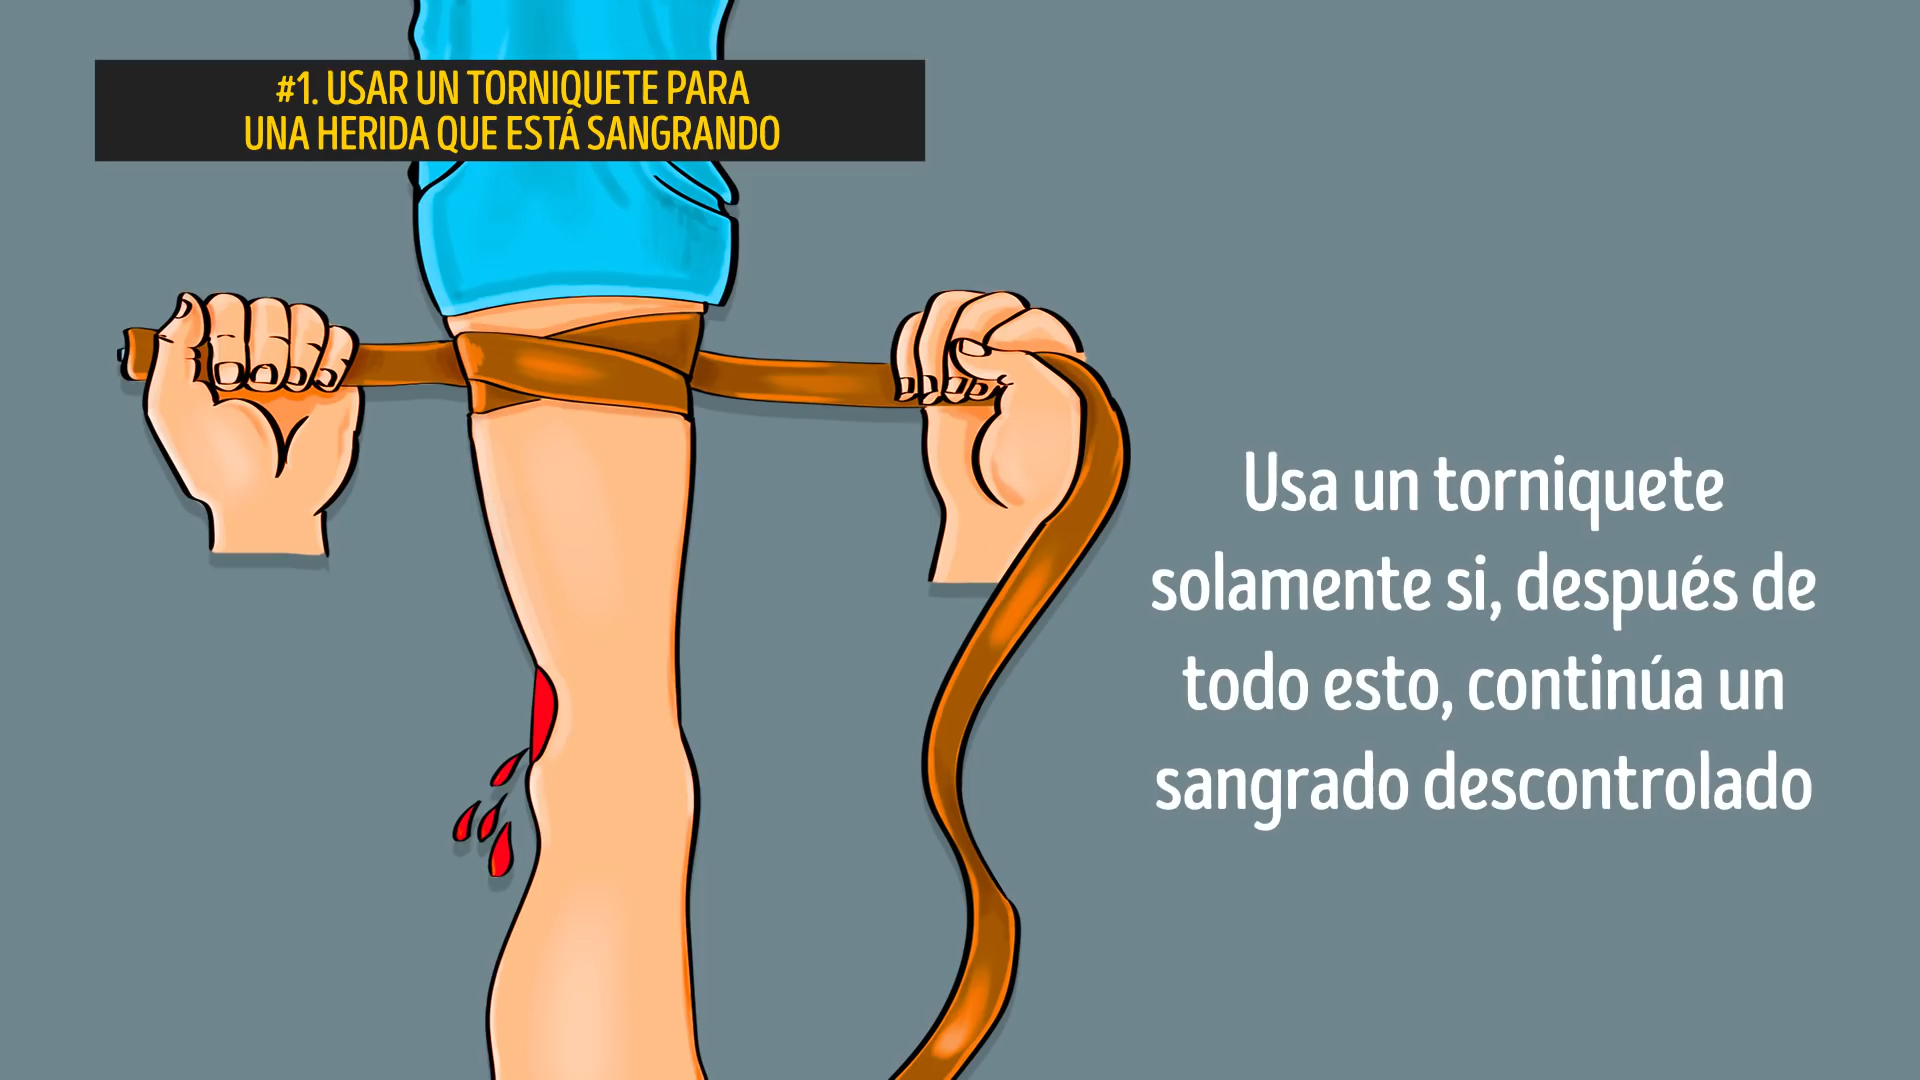 #1. USAR UN TORNIQUETE PARA
UNA HERIDA QUE ESTÁ SANGRANDO
Usa un torniquete
solamente si, después de
todo esto, continúa un
sangrado descontrolado